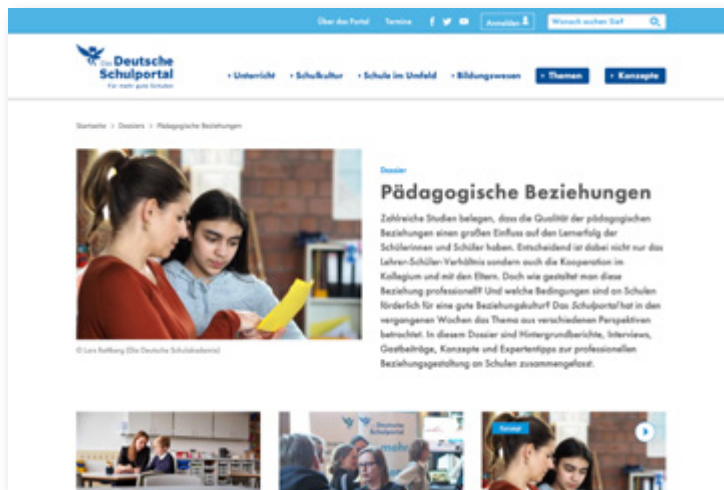 Über das Portal Termine Anmelden Wonach suchen Sie?
Das Deutsche
Schulportal
Für mehr gute Schulen
Unterricht Schulkultur Schule im Umfeld Bildungswesen Themen Konzepte
Startseite > Dossiers > Pädagogische Beziehungen
Dossier
Pädagogische Beziehungen
Zahlreiche Studien belegen, dass die Qualität der pädagogischen
Beziehungen einen großen Einfluss auf den Lernerfolg der
Schülerinnen und Schüler haben. Entscheidend ist dabei nicht nur das
Lehrer-Schüler-Verhältnis sondern auch die Kooperation im
Kollegium und mit den Eltern. Doch wie gestaltet man diese
Beziehung professionell? Und welche Bedingungen sind an Schulen
förderlich für eine gute Beziehungskultur? Das Schulportal hat in den
vergangenen Wochen das Thema aus verschiedenen Perspektiven
betrachtet. In diesem Dossier sind Hintergrundberichte, Interviews,
Gastbeiträge, Konzepte und Expertentipps zur professionellen
Beziehungsgestaltung an Schulen zusammengefasst.
© Lars Rettberg (Die Deutsche Schulakademie)
Deutsche
Schulportal
mehr
Konzept